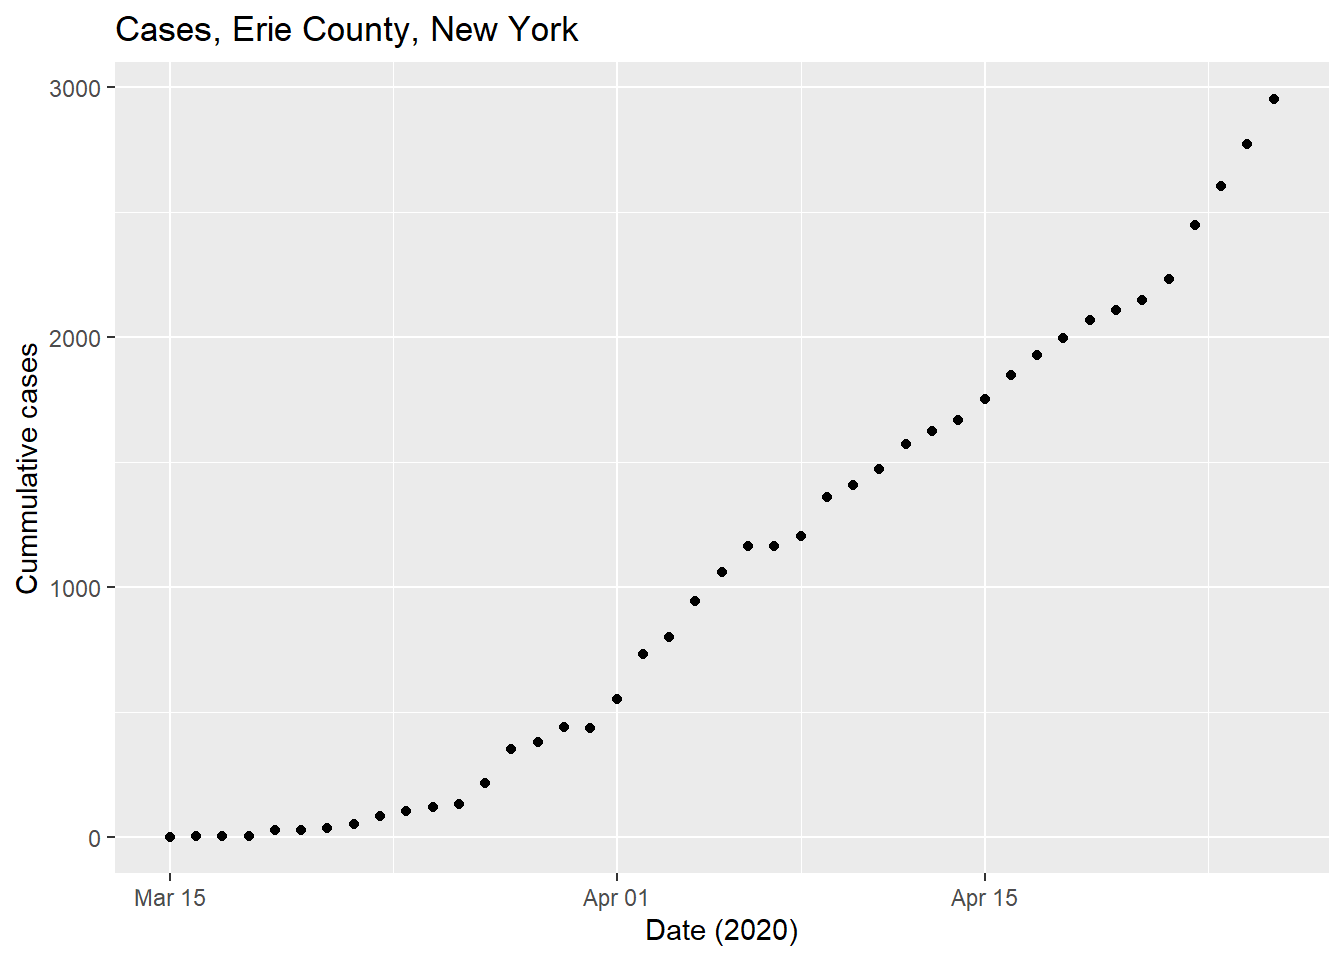 Cases, Erie County, New York
3000
2000
1000
0
Cummulative cases
Mar 15
Apr 01
Apr 15
Date (2020)